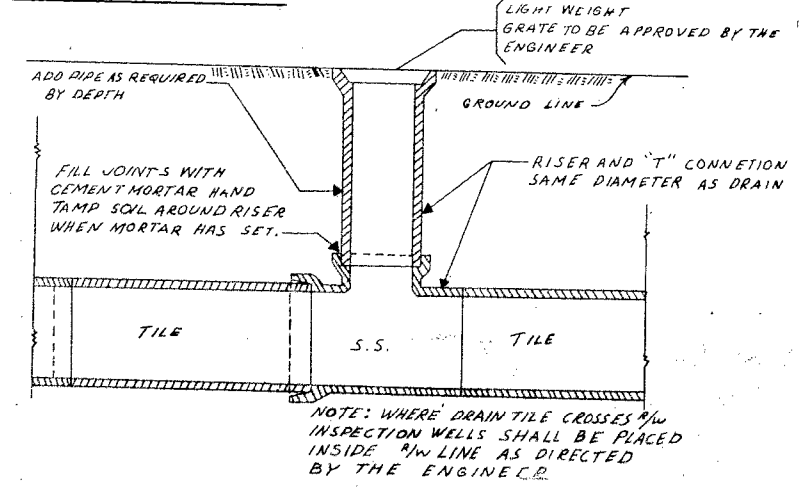 LIGHT WEIGHT
GRATE TO BE APPROVED BY THE
ENGINEER
ADD PIPE AS REQUIRED
BY DEPTH
GROUND LINE
FILL JOINTS WITH
CEMENT MORTAR HAND
TAMP SOIL AROUND RISER
WHEN MORTAR HAS SET.
RISER AND "T" CONNETION
SAME DIAMETER AS DRAIN
TILE
S.S.
TILE
NOTE: WHERE DRAIN TILE CROSSES R/W
INSPECTION WELLS SHALL BE PLACED
INSIDE R/W LINE AS DIRECTED
BY THE ENGINEER